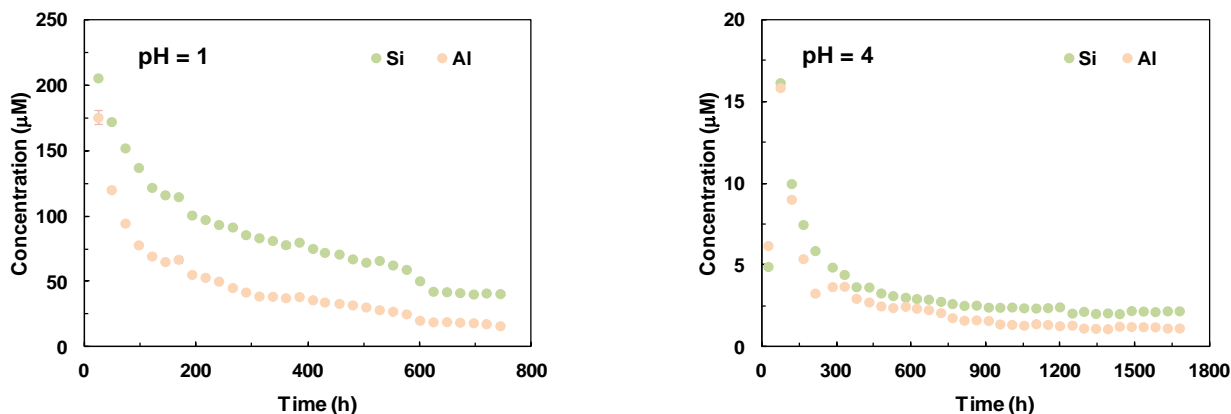 pH = 1
Si
Al
Concentration (μM)
250
200
150
100
50
0
0
200
400
600
800
Time (h)
pH = 4
Si
Al
Concentration (μM)
20
15
10
5
0
0
300
600
900
1200
1500
1800
Time (h)